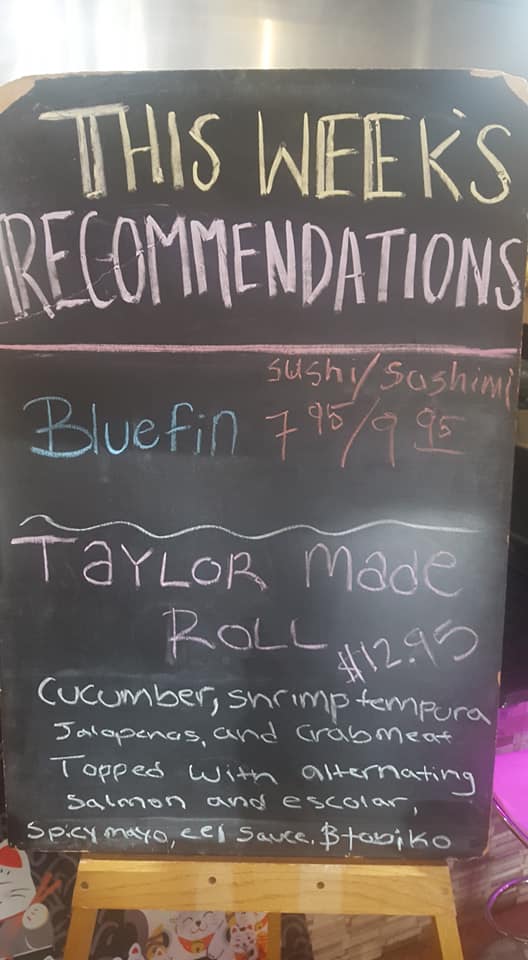 THIS WEEK'S
RECOMMENDATIONS
sushi/sashimi
Bluefin 7 95/9 95
TAYLOR Made
ROLL $12.95
Cucumber, shrimp tempura
Jalapenos, and Crabmeat
Topped with alternating
Salmon and escolar,
Spicy mayo, eel sauce, & tobiko